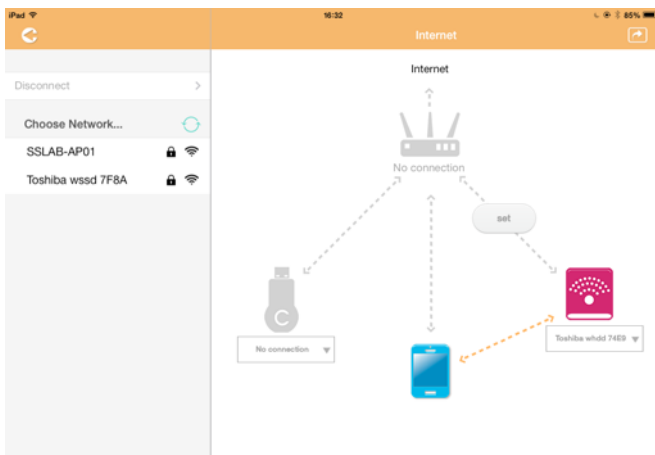 iPad 16:32 85%
Internet
Disconnect
Choose Network...
SSLAB-AP01
Toshiba wssd 7F8A
Internet
No connection
set
C
No connection
Toshiba whdd 74E9